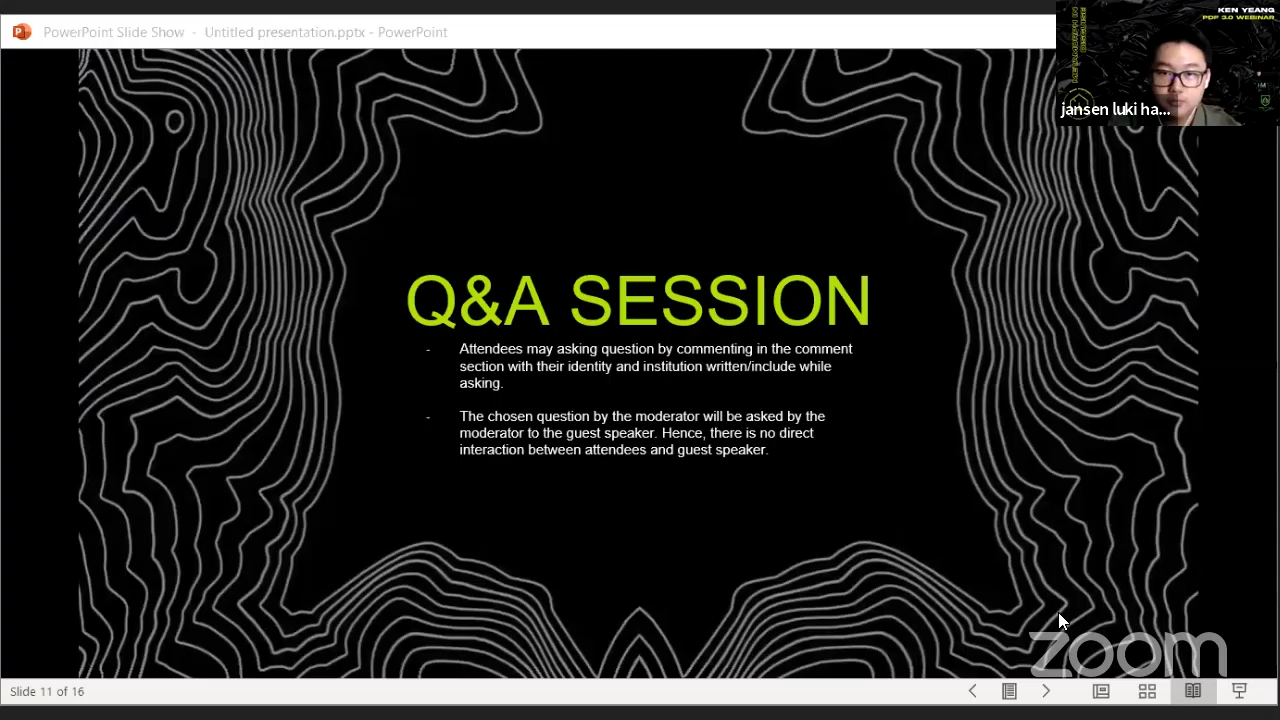 PowerPoint Slide Show - Untitled presentation.pptx - PowerPoint
KEN YEANG
PDF 3.0 WEBINAR
jansen luki ha...
Q&A SESSION
- Attendees may asking question by commenting in the comment
section with their identity and institution written/include while
asking.
- The chosen question by the moderator will be asked by the
moderator to the guest speaker. Hence, there is no direct
interaction between attendees and guest speaker.
zoom
Slide 11 of 16